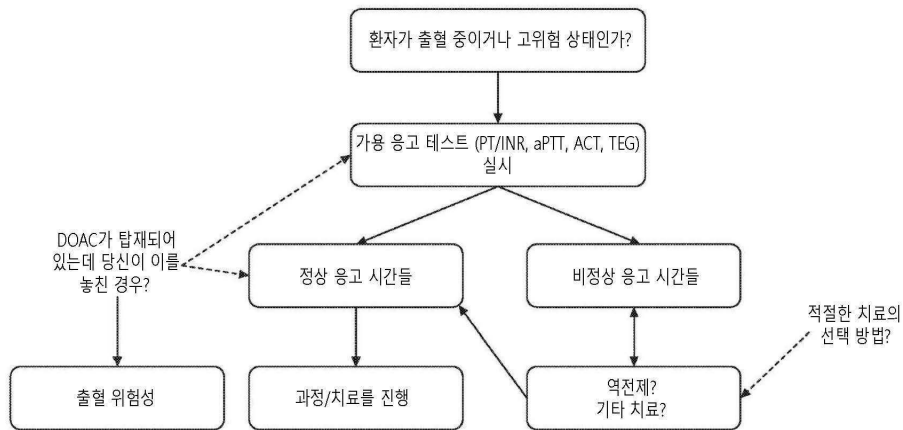 환자가 출혈 중이거나 고위험 상태인가?
가용 응고 테스트 (PT/INR, aPTT, ACT, TEG)
실시
DOAC가 탑재되어
있는데 당신이 이를
놓친 경우?
정상 응고 시간들
비정상 응고 시간들
적절한 치료의
선택 방법?
출혈 위험성
과정/치료를 진행
역전제?
기타 치료?